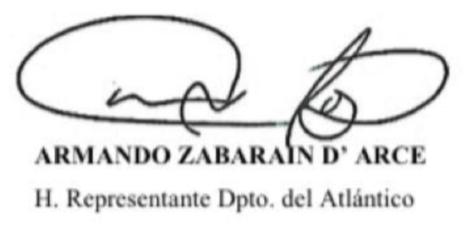 ARMANDO ZABARAIN D' ARCE
H. Representante Dpto. del Atlántico